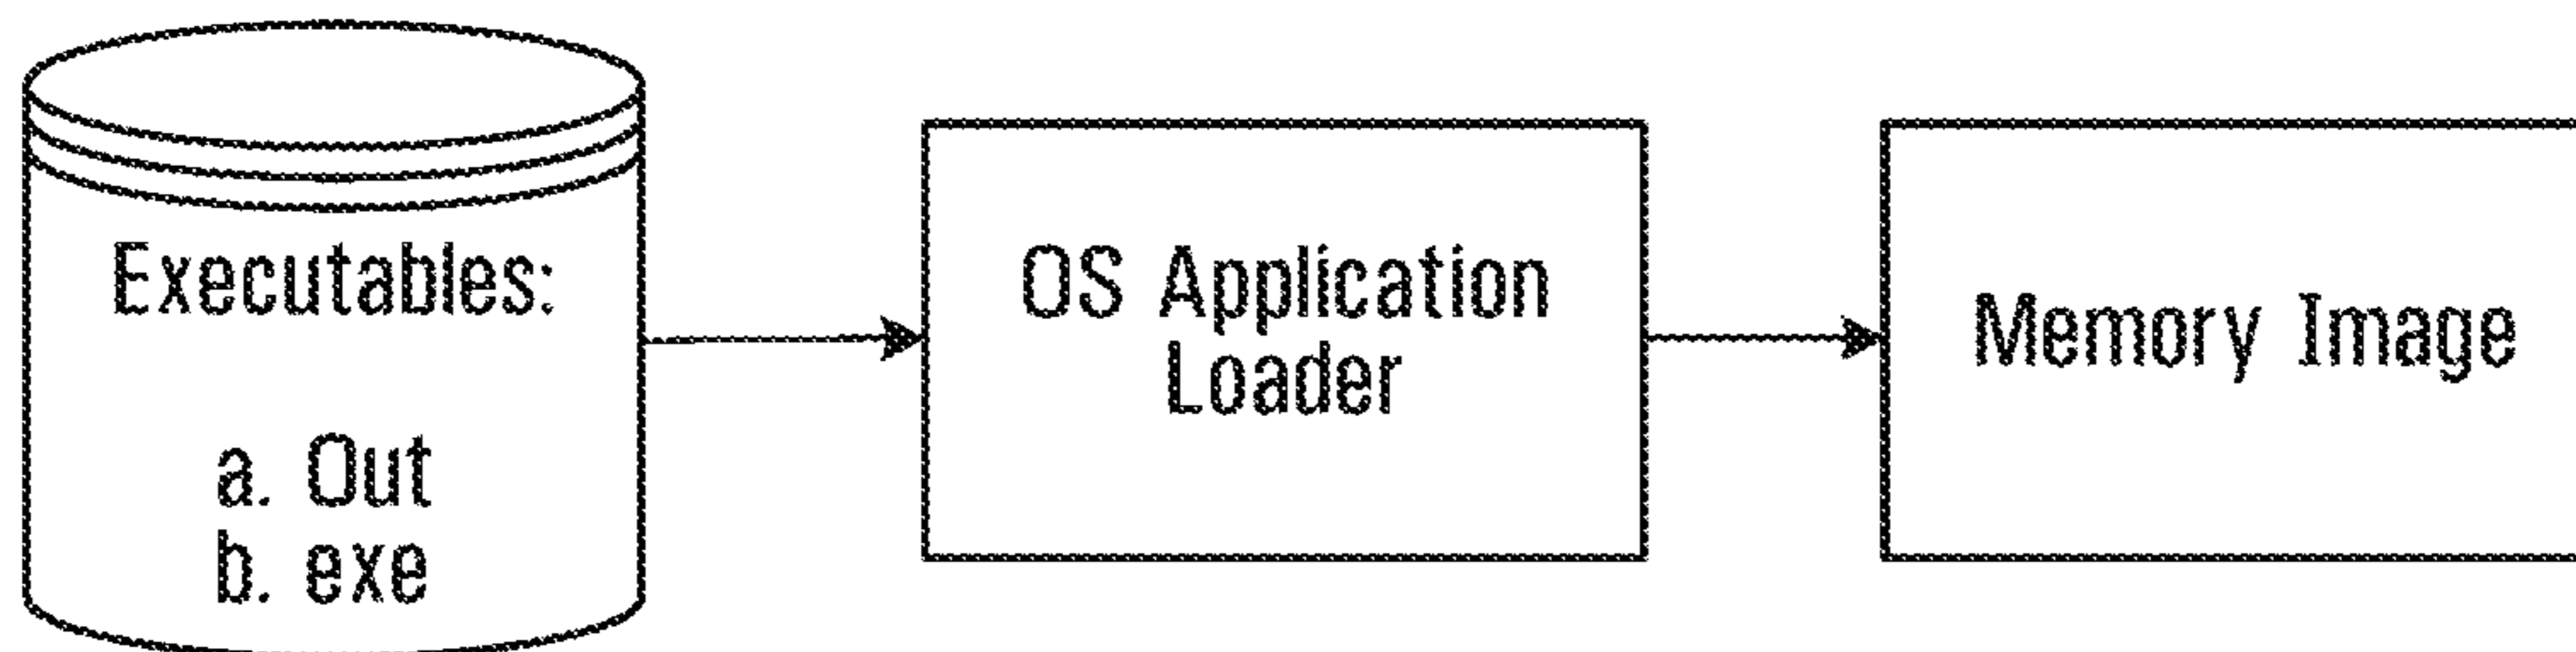 Executables:
a. Out
b. exe
OS Application
Loader
Memory Image